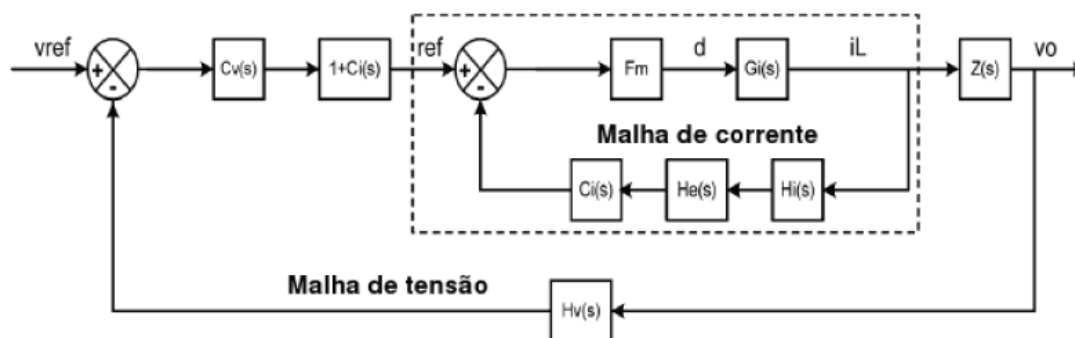 vref
+
-
Cv(s)
1+Ci(s)
ref
+
-
Fm
d
Gi(s)
iL
Z(s)
vo
Malha de corrente
Ci(s)
He(s)
Hi(s)
Malha de tensão
Hv(s)